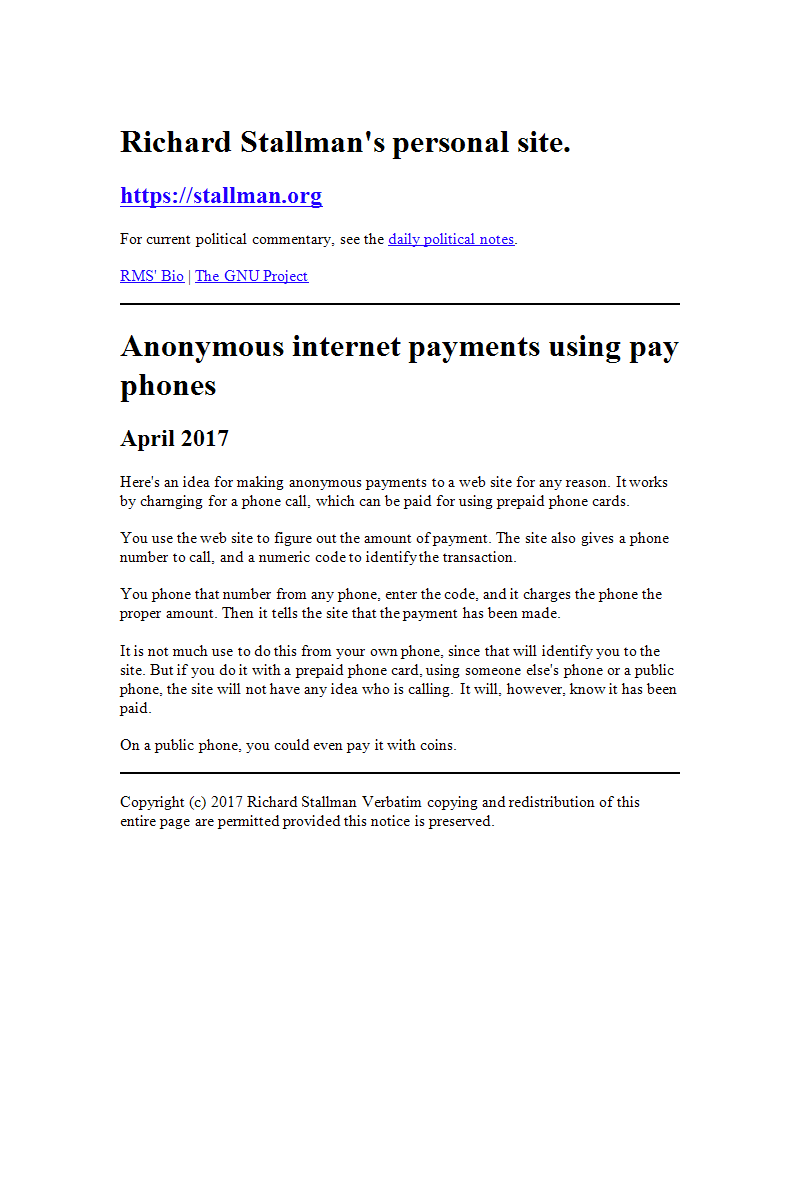 Richard Stallman's personal site.
https://stallman.org
For current political commentary, see the daily political notes.
RMS' Bio | The GNU Project
Anonymous internet payments using pay
phones
April 2017
Here's an idea for making anonymous payments to a web site for any reason. It works
by charnging for a phone call, which can be paid for using prepaid phone cards.
You use the web site to figure out the amount of payment. The site also gives a phone
number to call, and a numeric code to identify the transaction.
You phone that number from any phone, enter the code, and it charges the phone the
proper amount. Then it tells the site that the payment has been made.
It is not much use to do this from your own phone, since that will identify you to the
site. But if you do it with a prepaid phone card, using someone else's phone or a public
phone, the site will not have any idea who is calling. It will, however, know it has been
paid.
On a public phone, you could even pay it with coins.
Copyright (c) 2017 Richard Stallman Verbatim copying and redistribution of this
entire page are permitted provided this notice is preserved.